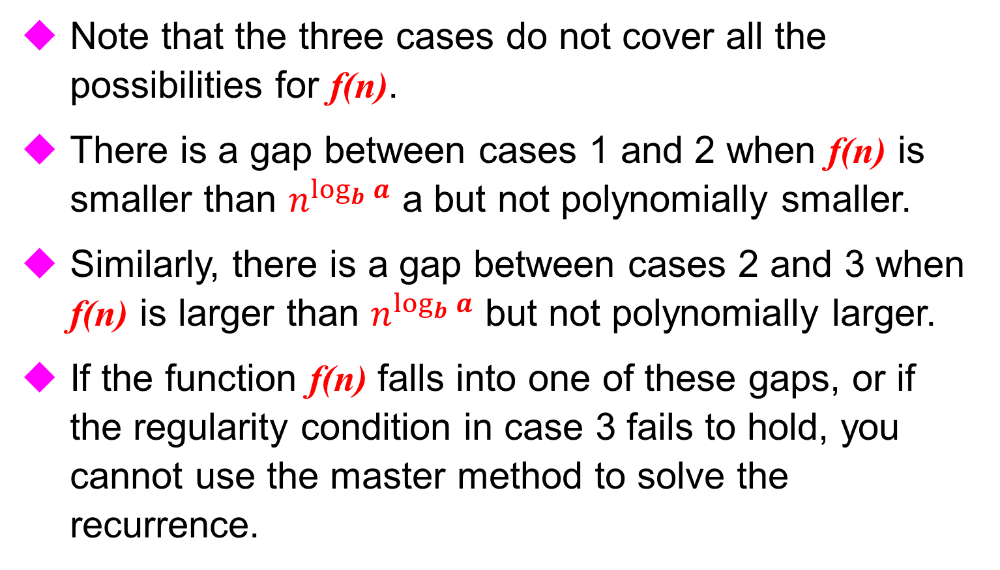 ◆ Note that the three cases do not cover all the
possibilities for f(n).
◆ There is a gap between cases 1 and 2 when f(n) is
smaller than n^{log_b a} a but not polynomially smaller.
◆ Similarly, there is a gap between cases 2 and 3 when
f(n) is larger than n^{log_b a} but not polynomially larger.
◆ If the function f(n) falls into one of these gaps, or if
the regularity condition in case 3 fails to hold, you
cannot use the master method to solve the
recurrence.